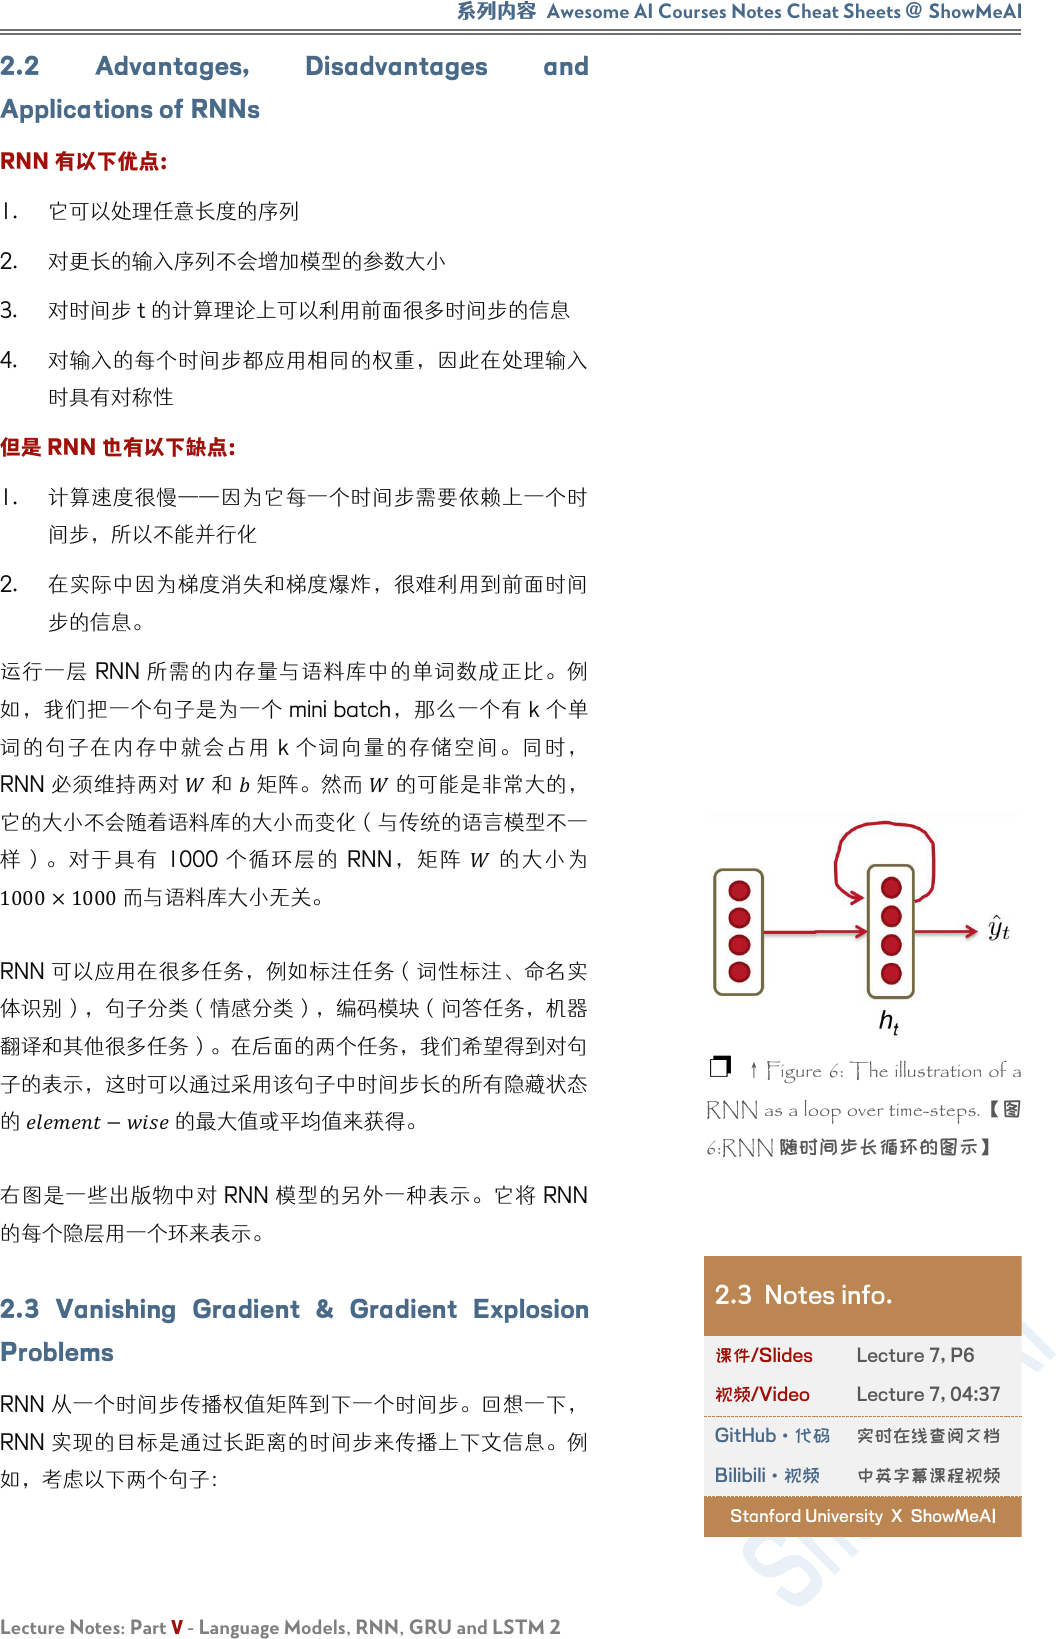 系列内容 Awesome AI Courses Notes Cheat Sheets @ ShowMeAI
2.2 Advantages, Disadvantages and
Applications of RNNs
RNN 有以下优点:
1. 它可以处理任意长度的序列
2. 对更长的输入序列不会增加模型的参数大小
3. 对时间步 t 的计算理论上可以利用前面很多时间步的信息
4. 对输入的每个时间步都应用相同的权重，因此在处理输入
时具有对称性
但是 RNN 也有以下缺点:
1. 计算速度很慢——因为它每一个时间步需要依赖上一个时
间步，所以不能并行化
2. 在实际中因为梯度消失和梯度爆炸，很难利用到前面时间
步的信息。
运行一层 RNN 所需的内存量与语料库中的单词数成正比。例
如，我们把一个句子是为一个 mini batch，那么一个有 k 个单
词的句子在内存中就会占用 k 个词向量的存储空间。同时，
RNN 必须维持两对 W 和 b 矩阵。然而 W 的可能是非常大的，
它的大小不会随着语料库的大小而变化（与传统的语言模型不一
样）。对于具有 1000 个循环层的 RNN，矩阵 W 的大小为
1000 × 1000 而与语料库大小无关。
RNN 可以应用在很多任务，例如标注任务（词性标注、命名实
体识别），句子分类（情感分类），编码模块（问答任务，机器
翻译和其他很多任务）。在后面的两个任务，我们希望得到对句
子的表示，这时可以通过采用该句子中时间步长的所有隐藏状态
的 element − wise 的最大值或平均值来获得。
右图是一些出版物中对 RNN 模型的另外一种表示。它将 RNN
的每个隐层用一个环来表示。
2.3 Vanishing Gradient & Gradient Explosion
Problems
RNN 从一个时间步传播权值矩阵到下一个时间步。回想一下，
RNN 实现的目标是通过长距离的时间步来传播上下文信息。例
如，考虑以下两个句子：
ŷt
ht
❒ ↑Figure 6: The illustration of a
RNN as a loop over time-steps.【图
6:RNN 随时间步长循环的图示】
2.3 Notes info.
课件/Slides Lecture 7, P6
视频/Video Lecture 7, 04:37
GitHub · 代码 实时在线查阅文档
Bilibili · 视频 中英字幕课程视频
Stanford University X ShowMeAI
ShowMeAI
Lecture Notes: Part V - Language Models, RNN, GRU and LSTM 2